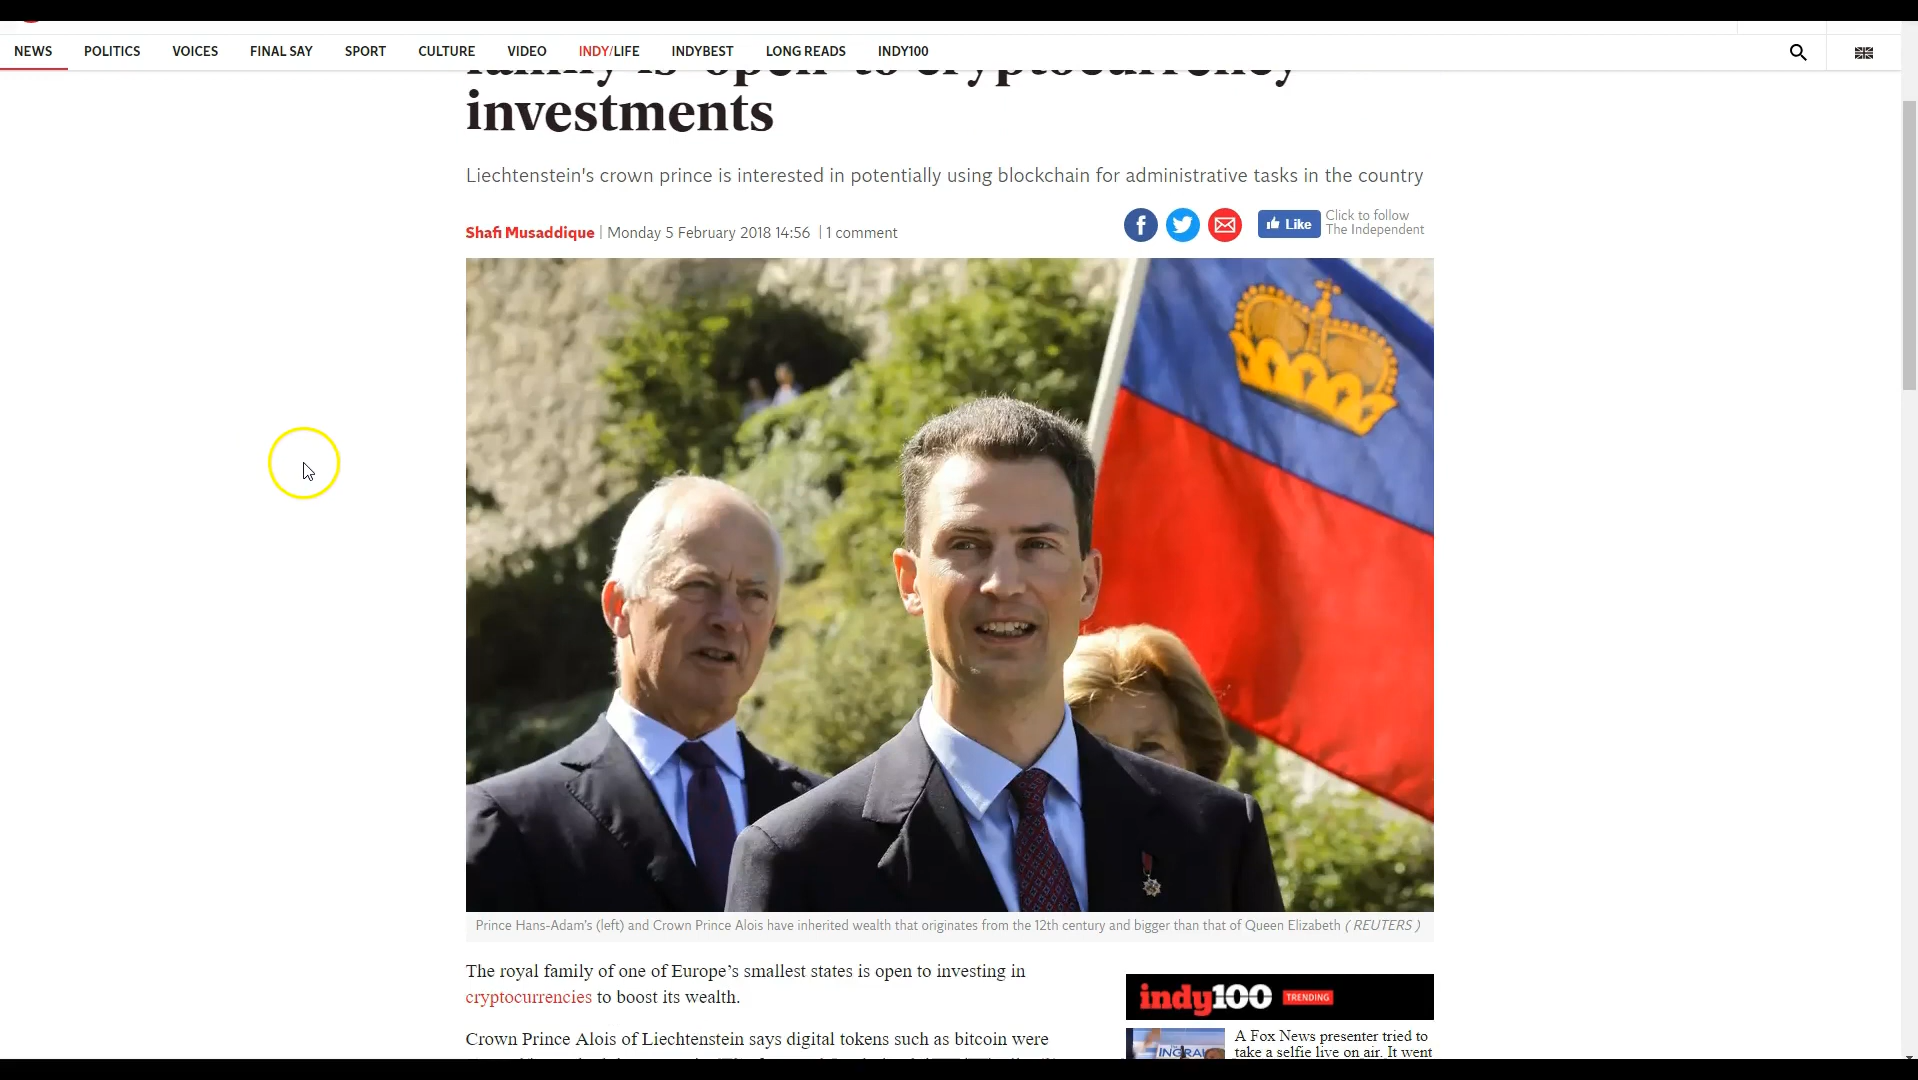 NEWS POLITICS VOICES FINAL SAY SPORT CULTURE VIDEO INDY/LIFE INDYBEST LONG READS INDY100
family is 'open' to cryptocurrency
investments
Liechtenstein's crown prince is interested in potentially using blockchain for administrative tasks in the country
Shafi Musaddique | Monday 5 February 2018 14:56 | 1 comment
Like
Click to follow
The Independent
Prince Hans-Adam's (left) and Crown Prince Alois have inherited wealth that originates from the 12th century and bigger than that of Queen Elizabeth ( REUTERS )
The royal family of one of Europe's smallest states is open to investing in
cryptocurrencies to boost its wealth.
Crown Prince Alois of Liechtenstein says digital tokens such as bitcoin were
indy100 TRENDING
A Fox News presenter tried to
take a selfie live on air. It went